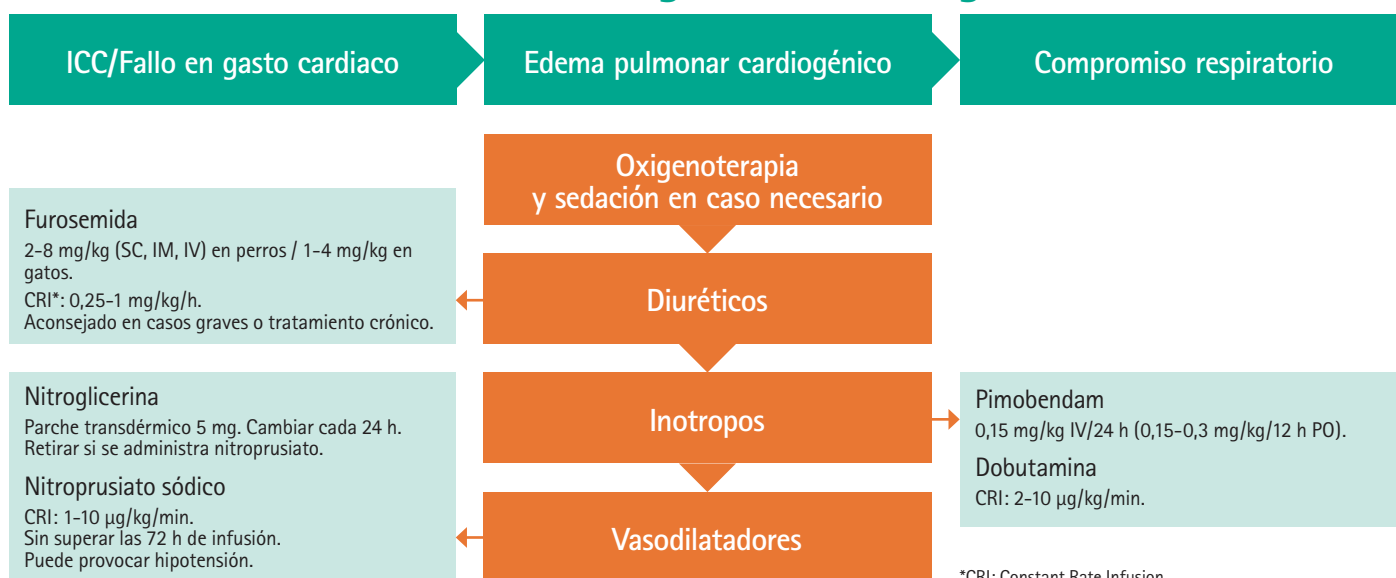 ICC/Fallo en gasto cardiaco
Edema pulmonar cardiogénico
Compromiso respiratorio
Oxigenoterapia
y sedación en caso necesario
Furosemida
2-8 mg/kg (SC, IM, IV) en perros / 1-4 mg/kg en
gatos.
CRI*: 0,25-1 mg/kg/h.
Aconsejado en casos graves o tratamiento crónico.
Diuréticos
Nitroglicerina
Parche transdérmico 5 mg. Cambiar cada 24 h.
Retirar si se administra nitroprusiato.
Nitroprusiato sódico
CRI: 1-10 µg/kg/min.
Sin superar las 72 h de infusión.
Puede provocar hipotensión.
Inotropos
Pimobendam
0,15 mg/kg IV/24 h (0,15-0,3 mg/kg/12 h PO).
Dobutamina
CRI: 2-10 µg/kg/min.
Vasodilatadores
*CRI: Constant Rate Infusion